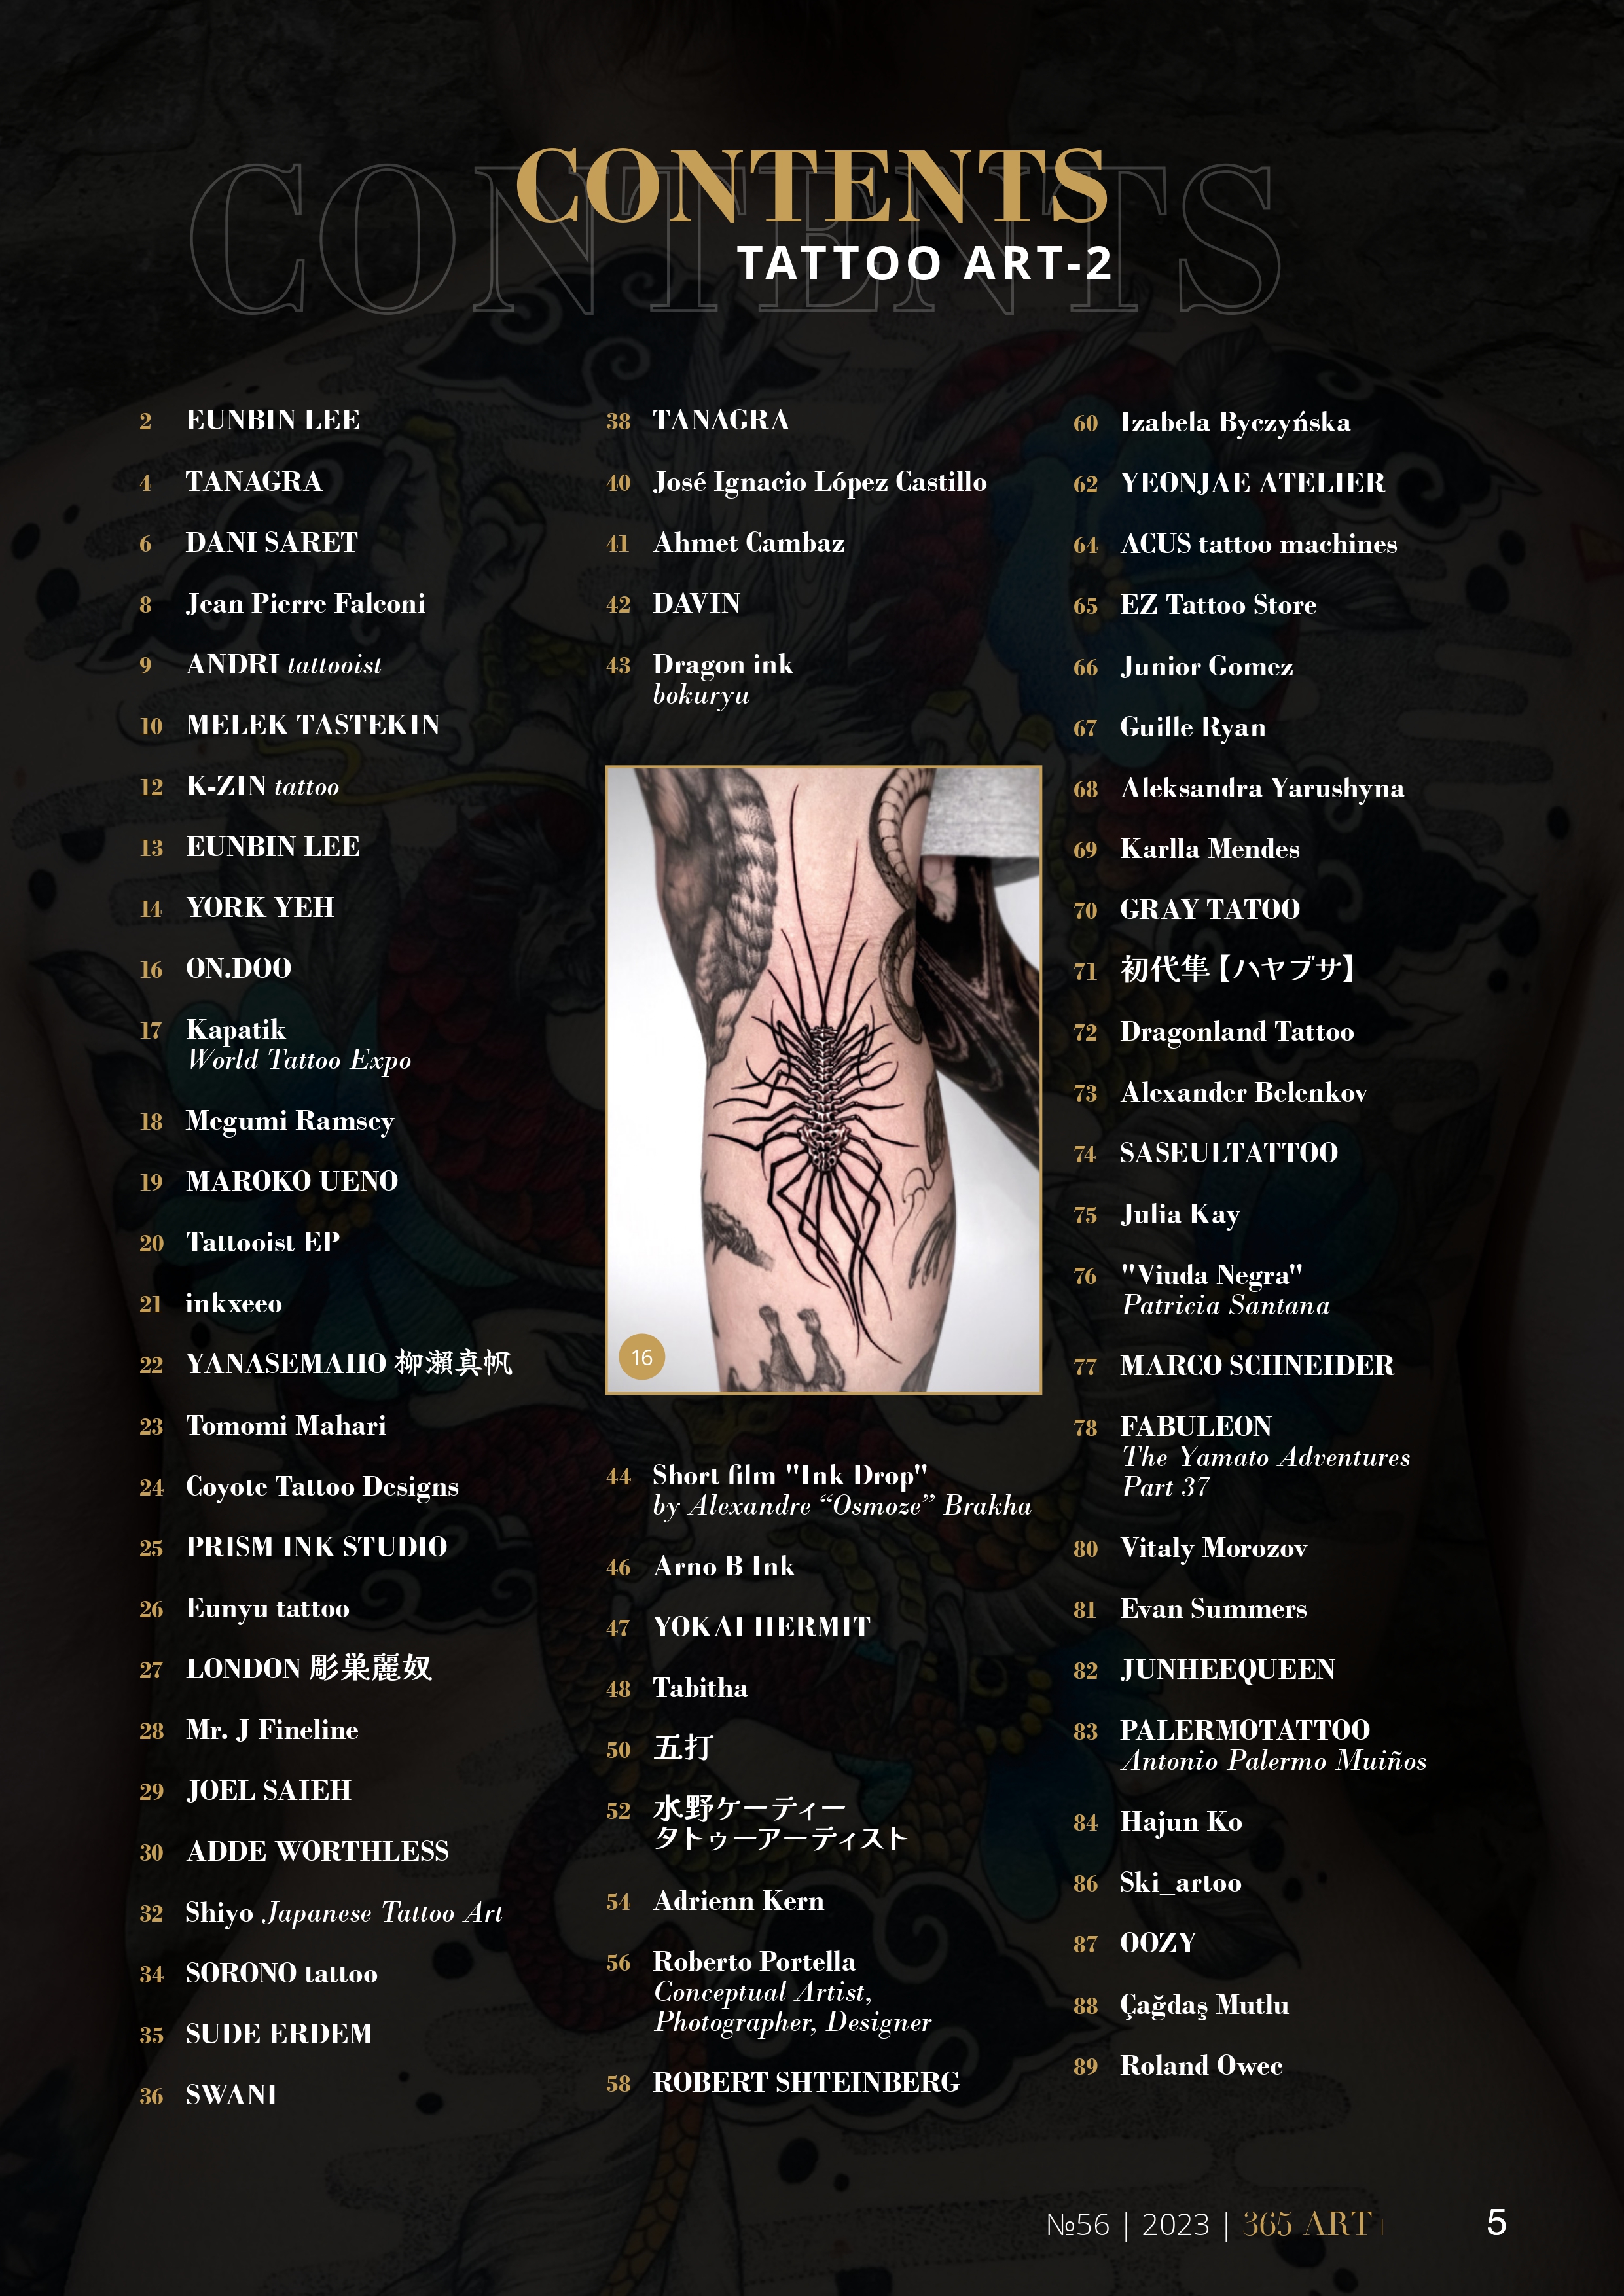 CONTENTS
CONTENTS
TATTOO ART-2
2 EUNBIN LEE
4 TANAGRA
6 DANI SARET
8 Jean Pierre Falconi
9 ANDRI tattooist
10 MELEK TASTEKIN
12 K-ZIN tattoo
13 EUNBIN LEE
14 YORK YEH
16 ON.DOO
17 Kapatik
World Tattoo Expo
18 Megumi Ramsey
19 MAROKO UENO
20 Tattooist EP
21 inkxeeo
22 YANASEMAHO 柳瀬真帆
23 Tomomi Mahari
24 Coyote Tattoo Designs
25 PRISM INK STUDIO
26 Eunyu tattoo
27 LONDON 彫巣麗奴
28 Mr. J Fineline
29 JOEL SAIEH
30 ADDE WORTHLESS
32 Shiyo Japanese Tattoo Art
34 SORONO tattoo
35 SUDE ERDEM
36 SWANI
38 TANAGRA
40 José Ignacio López Castillo
41 Ahmet Cambaz
42 DAVIN
43 Dragon ink
bokuryu
16
44 Short film "Ink Drop"
by Alexandre “Osmoze” Brakha
46 Arno B Ink
47 YOKAI HERMIT
48 Tabitha
50 五打
52 水野ケーティー
タトゥーアーティスト
54 Adrienn Kern
56 Roberto Portella
Conceptual Artist,
Photographer, Designer
58 ROBERT SHTEINBERG
60 Izabela Byczyńska
62 YEONJAE ATELIER
64 ACUS tattoo machines
65 EZ Tattoo Store
66 Junior Gomez
67 Guille Ryan
68 Aleksandra Yarushyna
69 Karlla Mendes
70 GRAY TATOO
71 初代隼【ハヤブサ】
72 Dragonland Tattoo
73 Alexander Belenkov
74 SASEULTATTOO
75 Julia Kay
76 "Viuda Negra"
Patricia Santana
77 MARCO SCHNEIDER
78 FABULEON
The Yamato Adventures
Part 37
80 Vitaly Morozov
81 Evan Summers
82 JUNHEEQUEEN
83 PALERMOTATTOO
Antonio Palermo Muiños
84 Hajun Ko
86 Ski_artoo
87 OOZY
88 Çağdaş Mutlu
89 Roland Owec
№56 | 2023 | 365 ART | 5